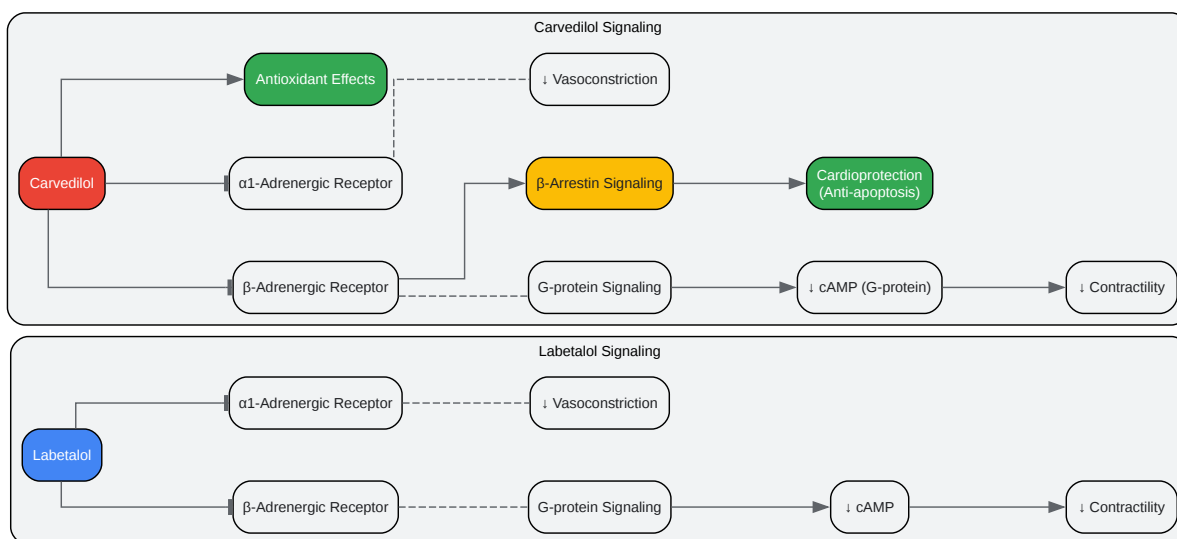 Carvedilol Signaling
Antioxidant Effects
↓ Vasoconstriction
Carvedilol
α1-Adrenergic Receptor
β-Arrestin Signaling
Cardioprotection
(Anti-apoptosis)
β-Adrenergic Receptor
G-protein Signaling
↓ cAMP (G-protein)
↓ Contractility
Labetalol Signaling
α1-Adrenergic Receptor
↓ Vasoconstriction
Labetalol
β-Adrenergic Receptor
G-protein Signaling
↓ cAMP
↓ Contractility